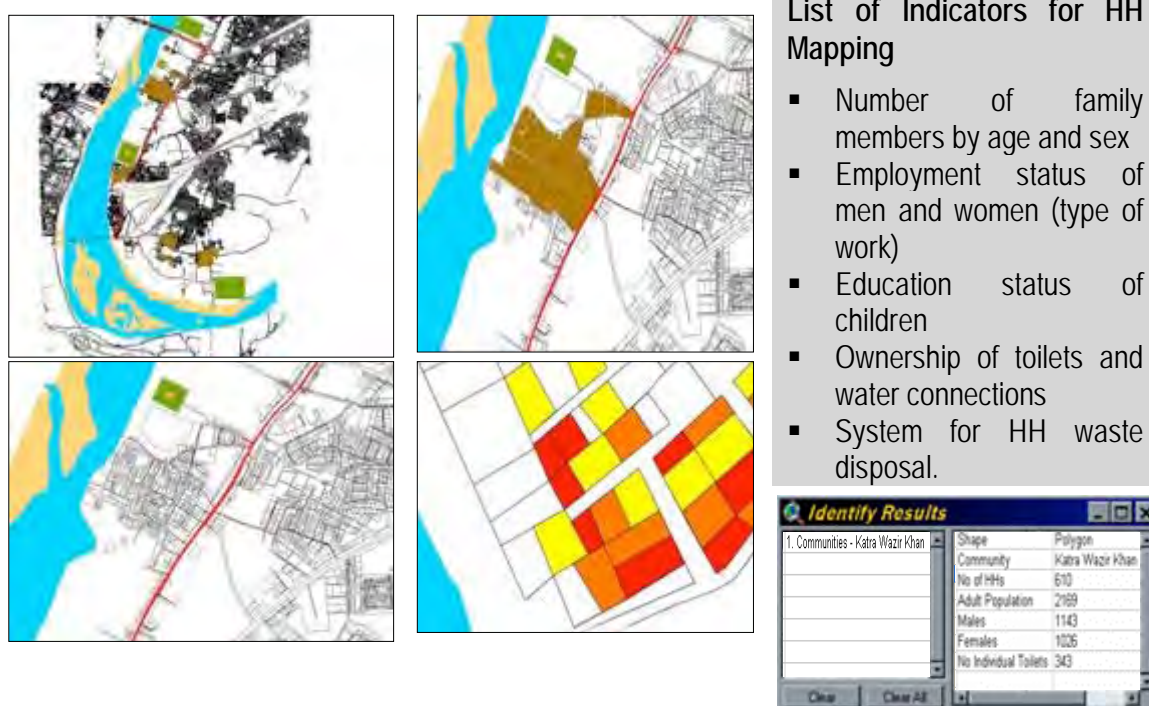 List of Indicators for HH
Mapping
▪ Number of family
members by age and sex
▪ Employment status of
men and women (type of
work)
▪ Education status of
children
▪ Ownership of toilets and
water connections
▪ System for HH waste
disposal.
Identify Results
1. Communities - Katra Wazir Khan
Shape Polygon
Community Katra Wazir Khan
No of HHs 610
Adult Population 2169
Males 1143
Females 1026
No Individual Toilets 343
Clear Clear All